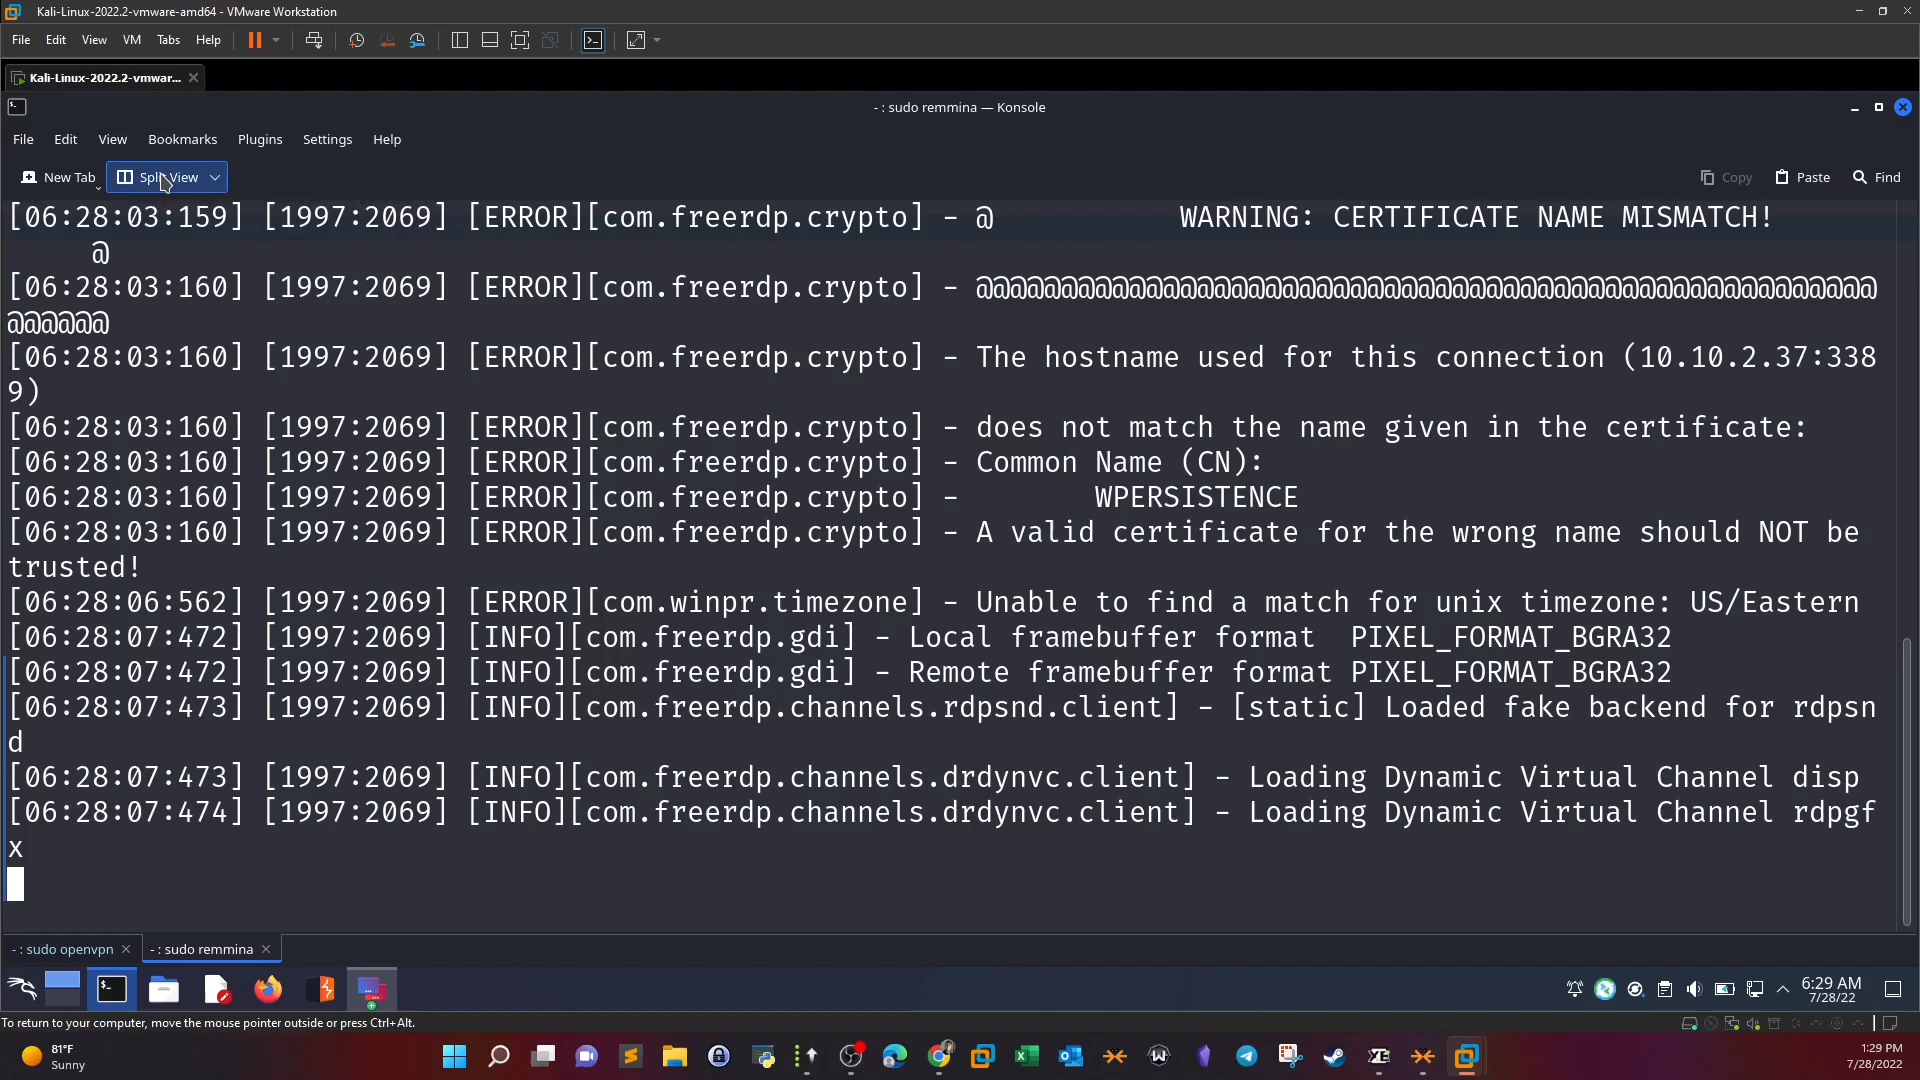 Kali-Linux-2022.2-vmware-amd64 - VMware Workstation
File Edit View VM Tabs Help
Kali-Linux-2022.2-vmwar...
- : sudo remmina — Konsole
File Edit View Bookmarks Plugins Settings Help
New Tab Split View Copy Paste Find
[06:28:03:159] [1997:2069] [ERROR][com.freerdp.crypto] - @           WARNING: CERTIFICATE NAME MISMATCH!
     @
[06:28:03:160] [1997:2069] [ERROR][com.freerdp.crypto] - @@@@@@@@@@@@@@@@@@@@@@@@@@@@@@@@@@@@@@@@@@@@@@@@@@@@@
@@@@@@
[06:28:03:160] [1997:2069] [ERROR][com.freerdp.crypto] - The hostname used for this connection (10.10.2.37:338
9)
[06:28:03:160] [1997:2069] [ERROR][com.freerdp.crypto] - does not match the name given in the certificate:
[06:28:03:160] [1997:2069] [ERROR][com.freerdp.crypto] - Common Name (CN):
[06:28:03:160] [1997:2069] [ERROR][com.freerdp.crypto] -        WPERSISTENCE
[06:28:03:160] [1997:2069] [ERROR][com.freerdp.crypto] - A valid certificate for the wrong name should NOT be
trusted!
[06:28:06:562] [1997:2069] [ERROR][com.winpr.timezone] - Unable to find a match for unix timezone: US/Eastern
[06:28:07:472] [1997:2069] [INFO][com.freerdp.gdi] - Local framebuffer format  PIXEL_FORMAT_BGRA32
[06:28:07:472] [1997:2069] [INFO][com.freerdp.gdi] - Remote framebuffer format PIXEL_FORMAT_BGRA32
[06:28:07:473] [1997:2069] [INFO][com.freerdp.channels.rdpsnd.client] - [static] Loaded fake backend for rdpsn
d
[06:28:07:473] [1997:2069] [INFO][com.freerdp.channels.drdynvc.client] - Loading Dynamic Virtual Channel disp
[06:28:07:474] [1997:2069] [INFO][com.freerdp.channels.drdynvc.client] - Loading Dynamic Virtual Channel rdpgf
x
- : sudo openvpn - : sudo remmina
6:29 AM
7/28/22
To return to your computer, move the mouse pointer outside or press Ctrl+Alt.
81°F
Sunny
1:29 PM
7/28/2022